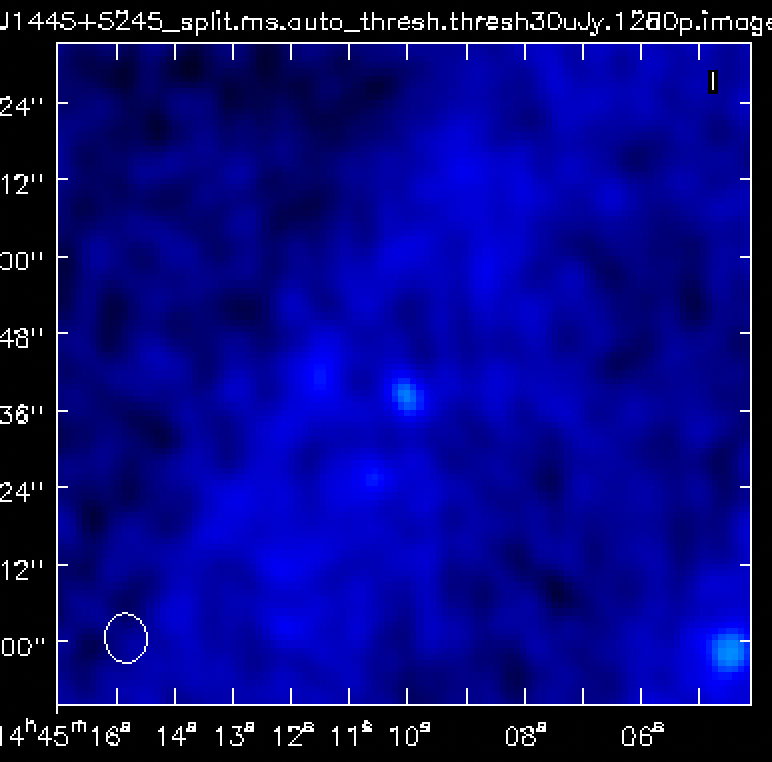 J1445+5245_split.ms.auto_thresh.thresh30uJy.1280p.image
I
24''
12''
00''
48''
36''
24''
12''
00''
14ʰ45ᵐ16ˢ 14ˢ 13ˢ 12ˢ 11ˢ 10ˢ 08ˢ 06ˢ